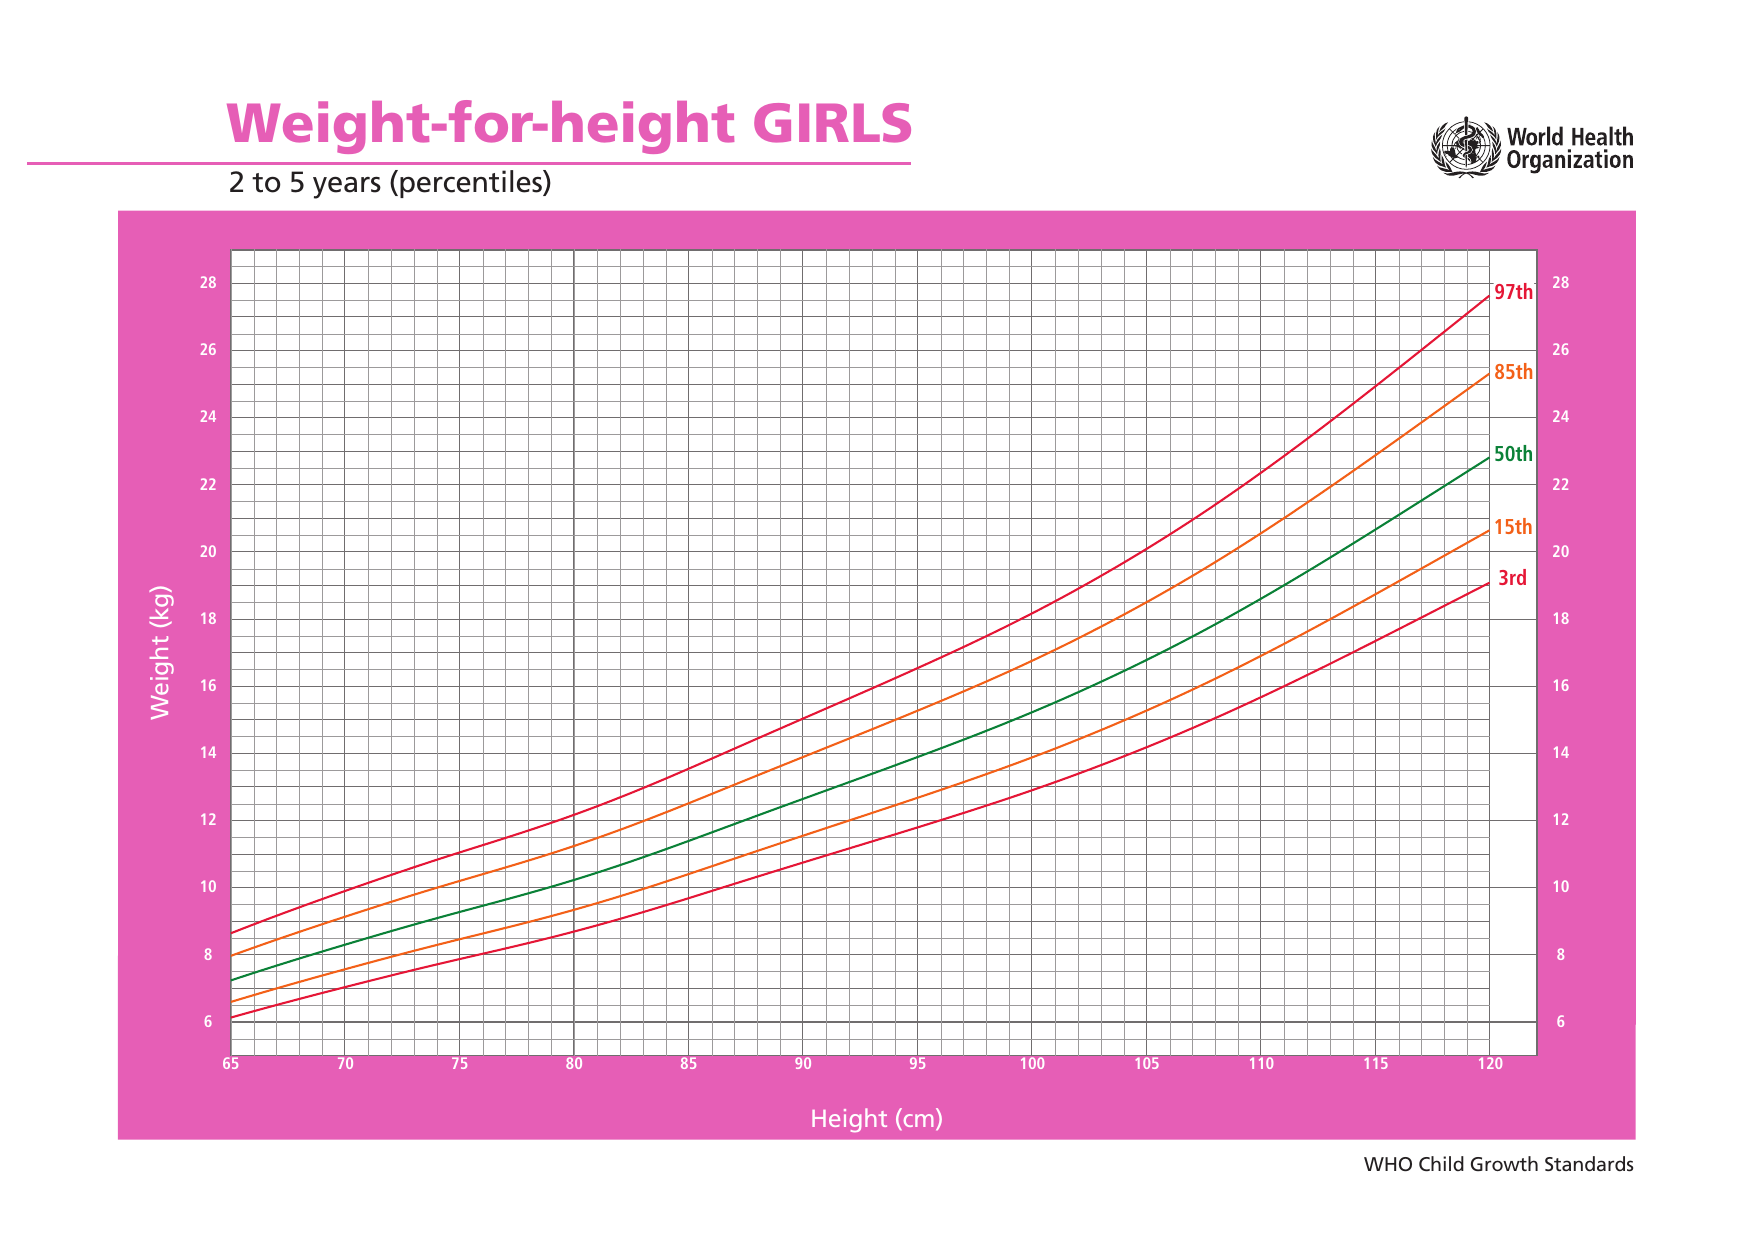 Weight-for-height GIRLS
2 to 5 years (percentiles)
World Health
Organization
Weight (kg)
28
26
24
22
20
18
16
14
12
10
8
6
97th
85th
50th
15th
3rd
28
26
24
22
20
18
16
14
12
10
8
6
65 70 75 80 85 90 95 100 105 110 115 120
Height (cm)
WHO Child Growth Standards